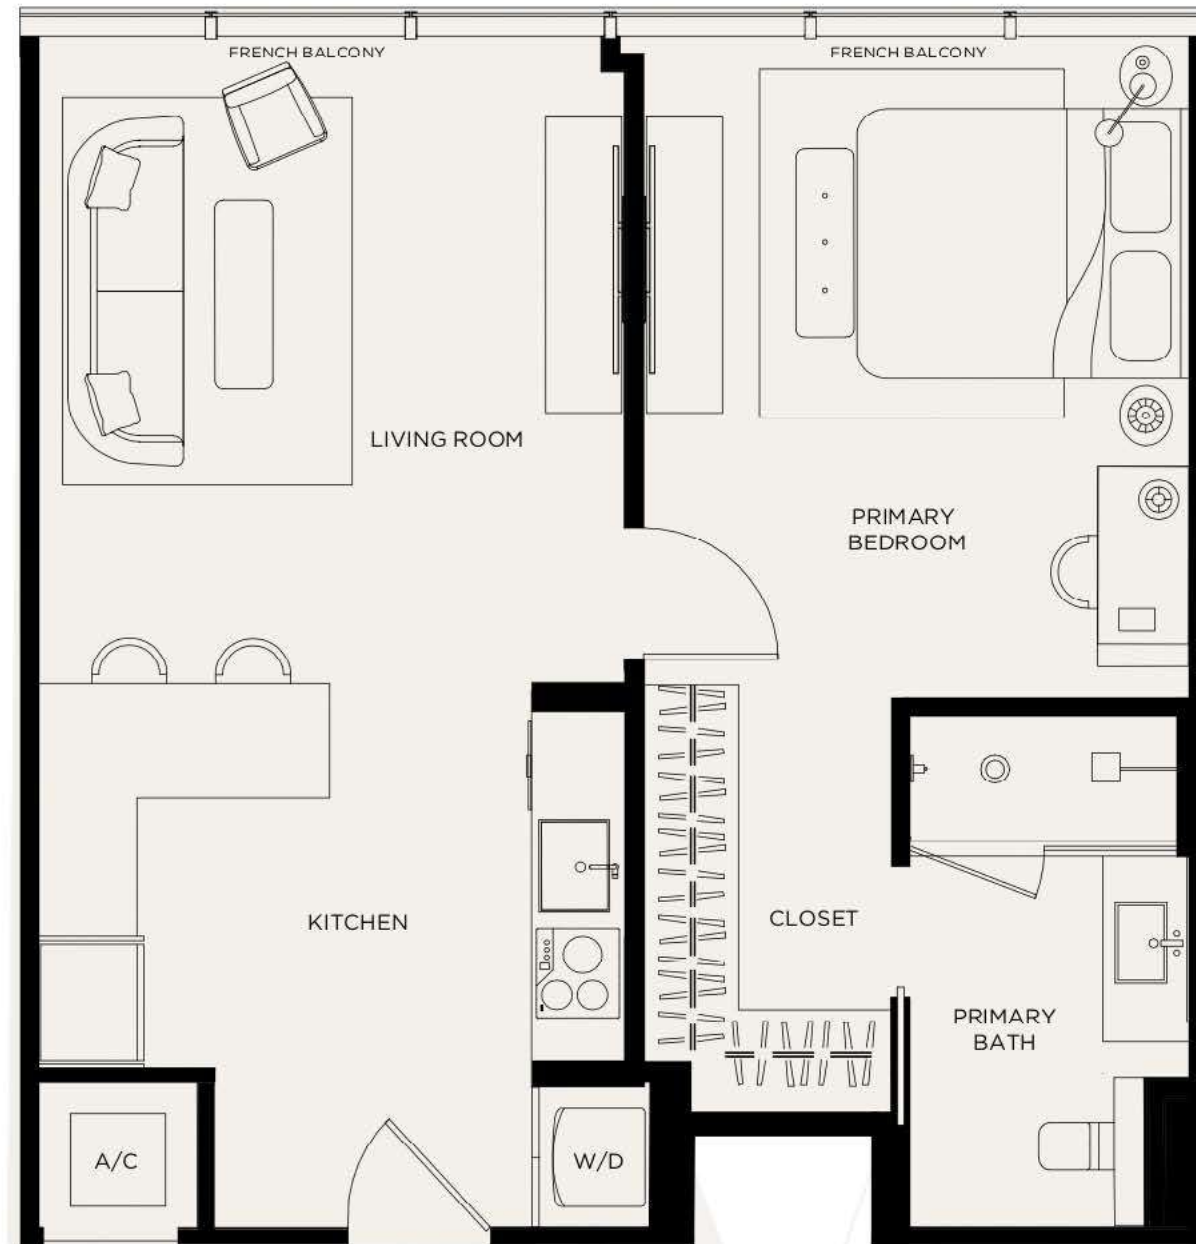 FRENCH BALCONY
FRENCH BALCONY
LIVING ROOM
PRIMARY
BEDROOM
KITCHEN
CLOSET
PRIMARY
BATH
A/C
W/D